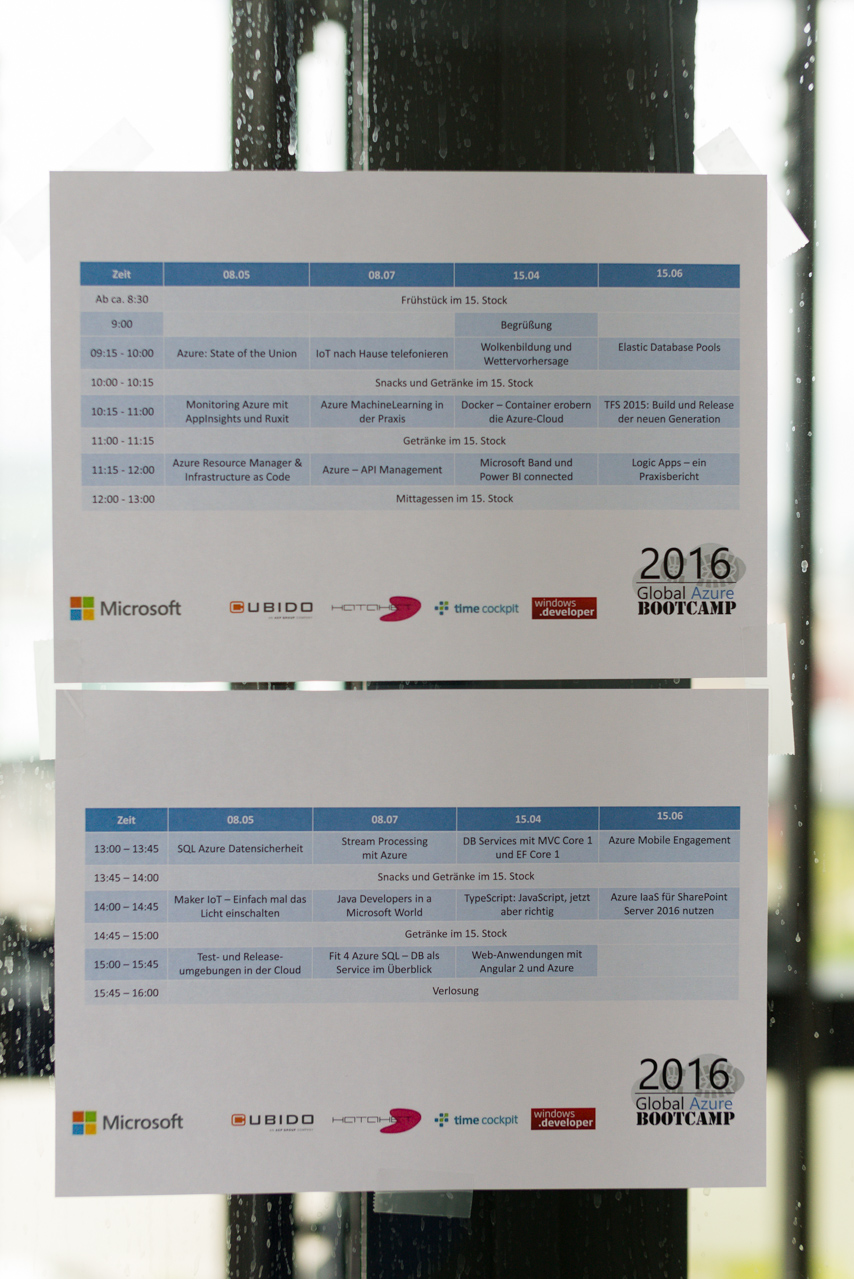 Zeit 08.05 08.07 15.04 15.06
Ab ca. 8:30 Frühstück im 15. Stock
9:00 Begrüßung
09:15 - 10:00 Azure: State of the Union IoT nach Hause telefonieren Wolkenbildung und Wettervorhersage Elastic Database Pools
10:00 - 10:15 Snacks und Getränke im 15. Stock
10:15 - 11:00 Monitoring Azure mit AppInsights und Ruxit Azure MachineLearning in der Praxis Docker – Container erobern die Azure-Cloud TFS 2015: Build und Release der neuen Generation
11:00 - 11:15 Getränke im 15. Stock
11:15 - 12:00 Azure Resource Manager & Infrastructure as Code Azure – API Management Microsoft Band und Power BI connected Logic Apps – ein Praxisbericht
12:00 - 13:00 Mittagessen im 15. Stock
Microsoft CUBIDO HOTCHET time cockpit windows .developer
2016
Global Azure
BOOTCAMP
Zeit 08.05 08.07 15.04 15.06
13:00 – 13:45 SQL Azure Datensicherheit Stream Processing mit Azure DB Services mit MVC Core 1 und EF Core 1 Azure Mobile Engagement
13:45 – 14:00 Snacks und Getränke im 15. Stock
14:00 – 14:45 Maker IoT – Einfach mal das Licht einschalten Java Developers in a Microsoft World TypeScript: JavaScript, jetzt aber richtig Azure IaaS für SharePoint Server 2016 nutzen
14:45 – 15:00 Getränke im 15. Stock
15:00 – 15:45 Test- und Release-umgebungen in der Cloud Fit 4 Azure SQL – DB als Service im Überblick Web-Anwendungen mit Angular 2 und Azure
15:45 – 16:00 Verlosung
Microsoft CUBIDO time cockpit windows .developer
2016
Global Azure
BOOTCAMP